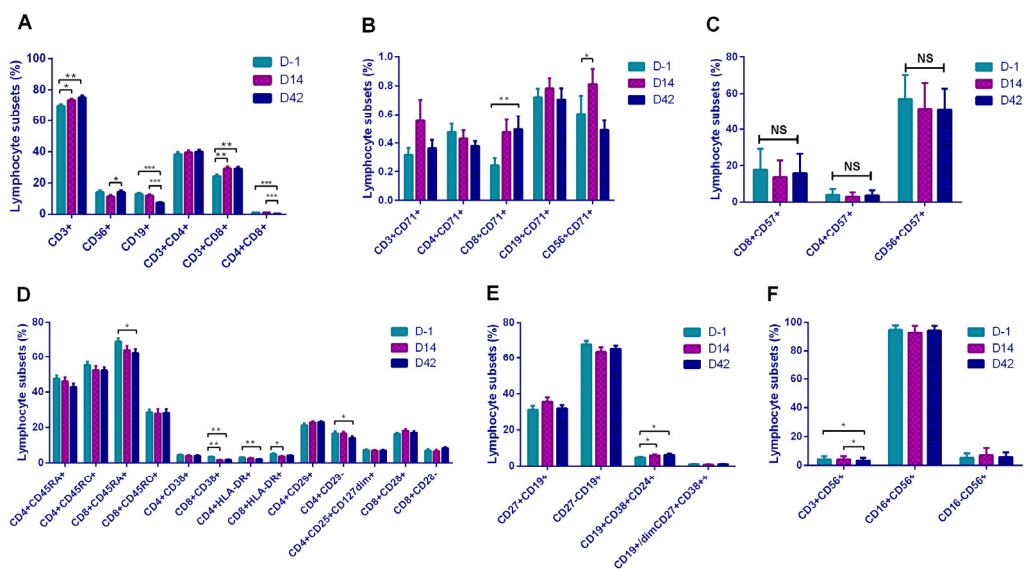 A
Lymphocyte subsets (%)
100
80
60
40
20
0
** 
*
*
***
***
**
**
***
***
D-1
D14
D42
CD3+
CD56+
CD19+
CD3+CD4+
CD3+CD8+
CD4+CD8+
B
Lymphocyte subsets (%)
1.0
0.8
0.6
0.4
0.2
0.0
**
*
D-1
D14
D42
CD3+CD71+
CD4+CD71+
CD8+CD71+
CD19+CD71+
CD56+CD71+
C
Lymphocyte subsets (%)
80
60
40
20
0
NS
NS
NS
D-1
D14
D42
CD8+CD57+
CD4+CD57+
CD56+CD57+
D
Lymphocyte subsets (%)
80
60
40
20
0
*
**
**
**
*
*
D-1
D14
D42
CD4+CD45RA+
CD4+CD45RO+
CD8+CD45RA+
CD8+CD45RO+
CD4+CD38+
CD8+CD38+
CD4+HLA-DR+
CD8+HLA-DR+
CD4+CD29+
CD4+CD29-
CD4+CD25+CD127dim+
CD8+CD28+
CD8+CD28-
E
Lymphocyte subsets (%)
80
60
40
20
0
*
*
D-1
D14
D42
CD27+CD19+
CD27-CD19+
CD19+CD38+CD24+
CD19+/dimCD27+CD38++
F
Lymphocyte subsets (%)
100
80
60
40
20
0
*
*
D-1
D14
D42
CD3+CD56+
CD16+CD56+
CD16-CD56+